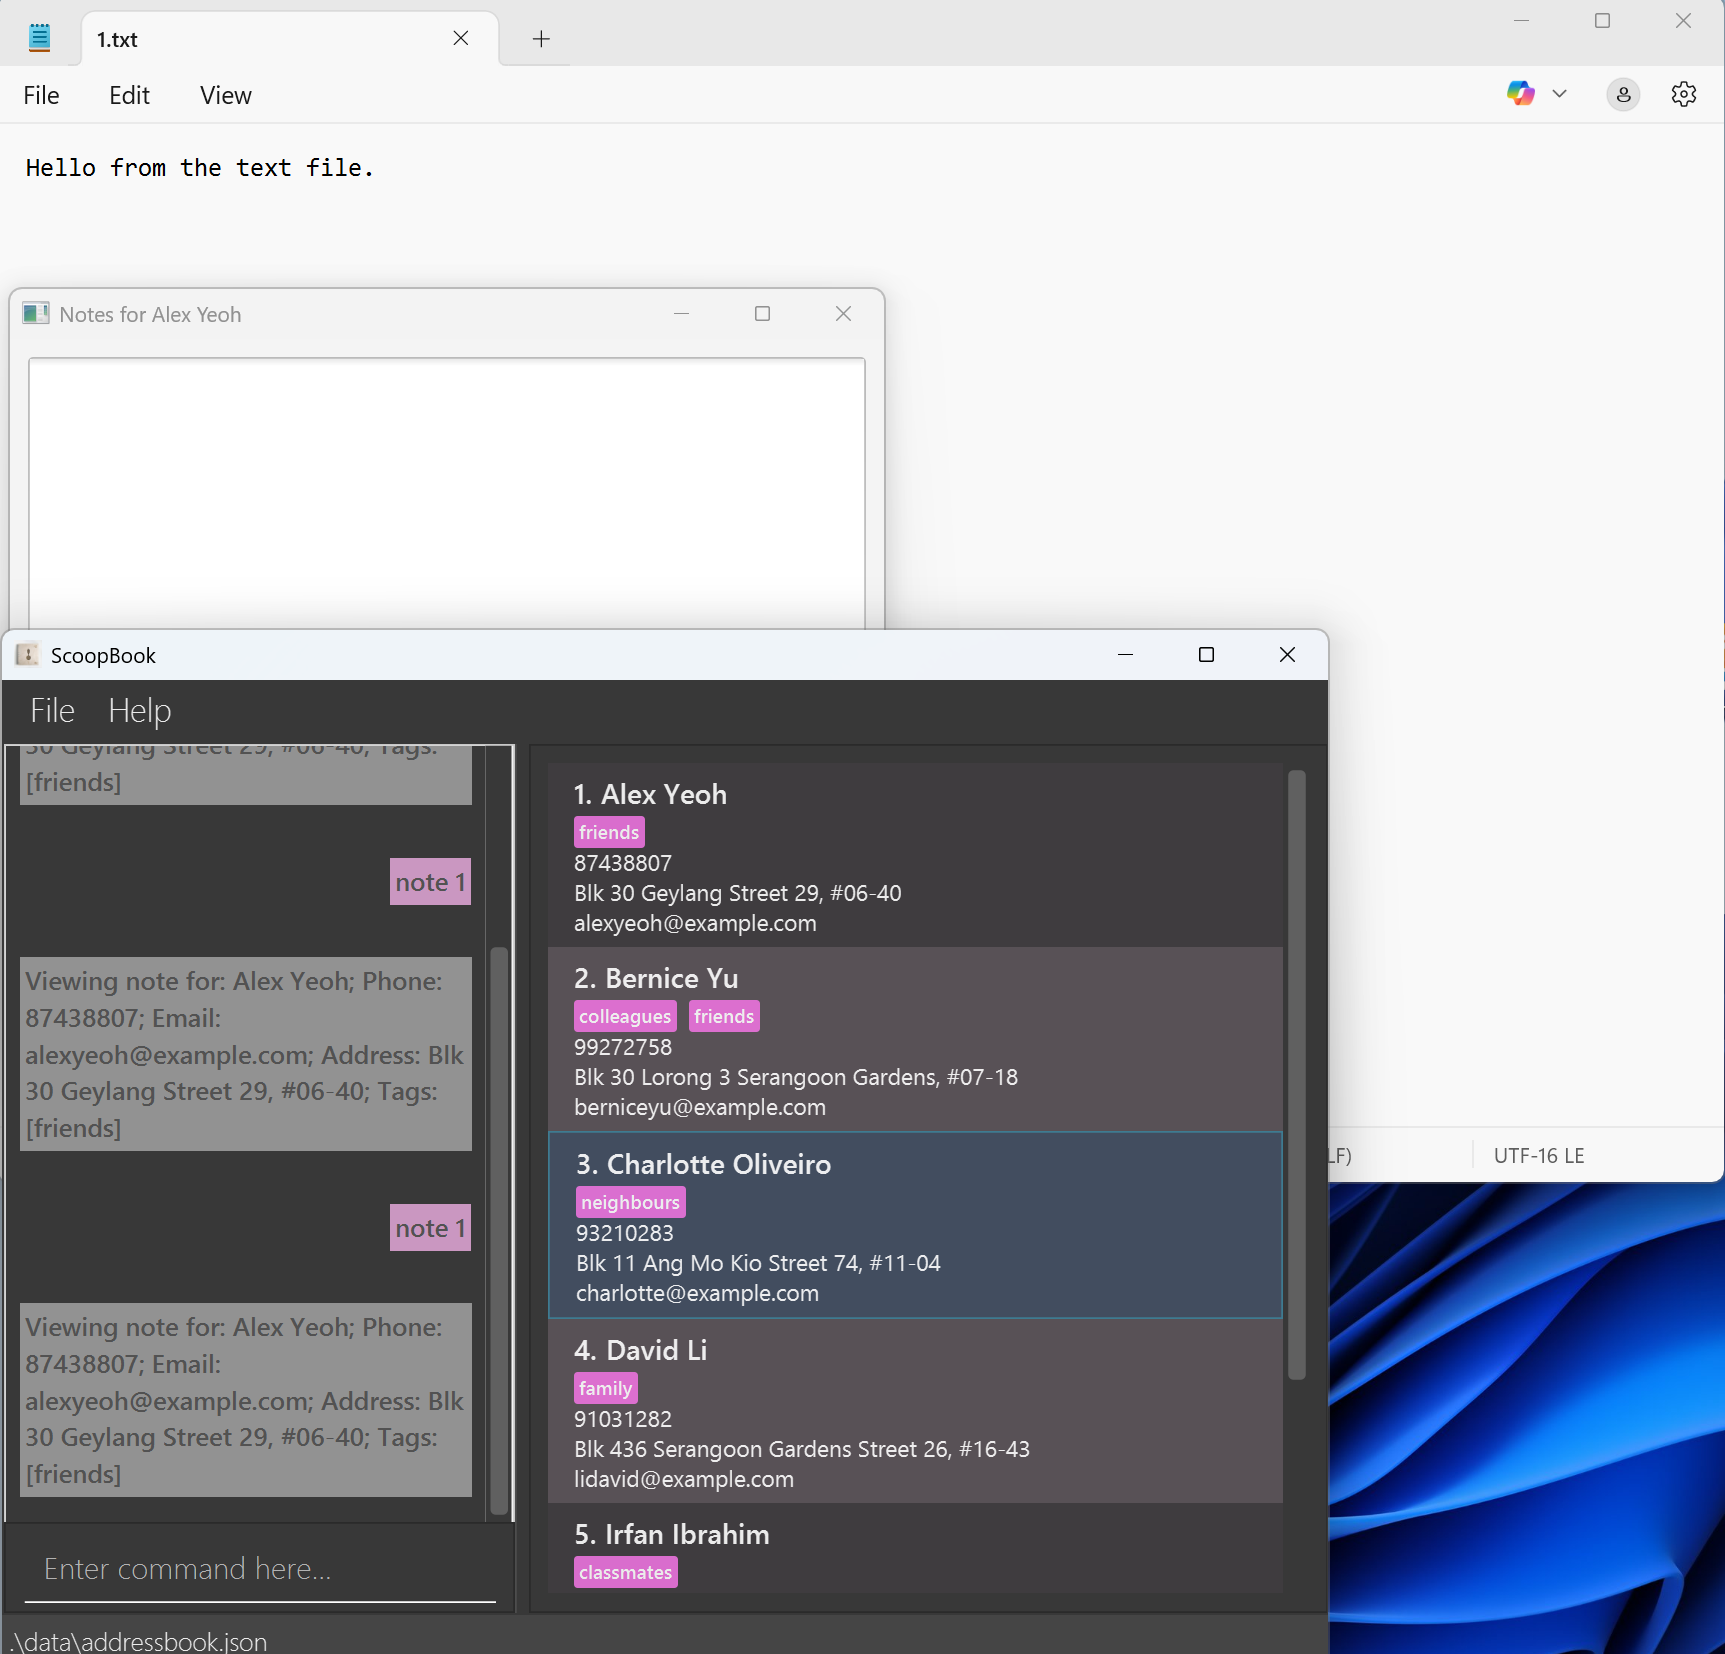 1.txt
File Edit View
Hello from the text file.
Notes for Alex Yeoh
ScoopBook
File Help
30 Geylang Street 29, #06-40; Tags:
[friends]
note 1
Viewing note for: Alex Yeoh; Phone:
87438807; Email:
alexyeoh@example.com; Address: Blk
30 Geylang Street 29, #06-40; Tags:
[friends]
note 1
Viewing note for: Alex Yeoh; Phone:
87438807; Email:
alexyeoh@example.com; Address: Blk
30 Geylang Street 29, #06-40; Tags:
[friends]
Enter command here...
1. Alex Yeoh
friends
87438807
Blk 30 Geylang Street 29, #06-40
alexyeoh@example.com
2. Bernice Yu
colleagues friends
99272758
Blk 30 Lorong 3 Serangoon Gardens, #07-18
berniceyu@example.com
3. Charlotte Oliveiro
neighbours
93210283
Blk 11 Ang Mo Kio Street 74, #11-04
charlotte@example.com
4. David Li
family
91031282
Blk 436 Serangoon Gardens Street 26, #16-43
lidavid@example.com
5. Irfan Ibrahim
classmates
LF)
UTF-16 LE
.\data\addressbook.json